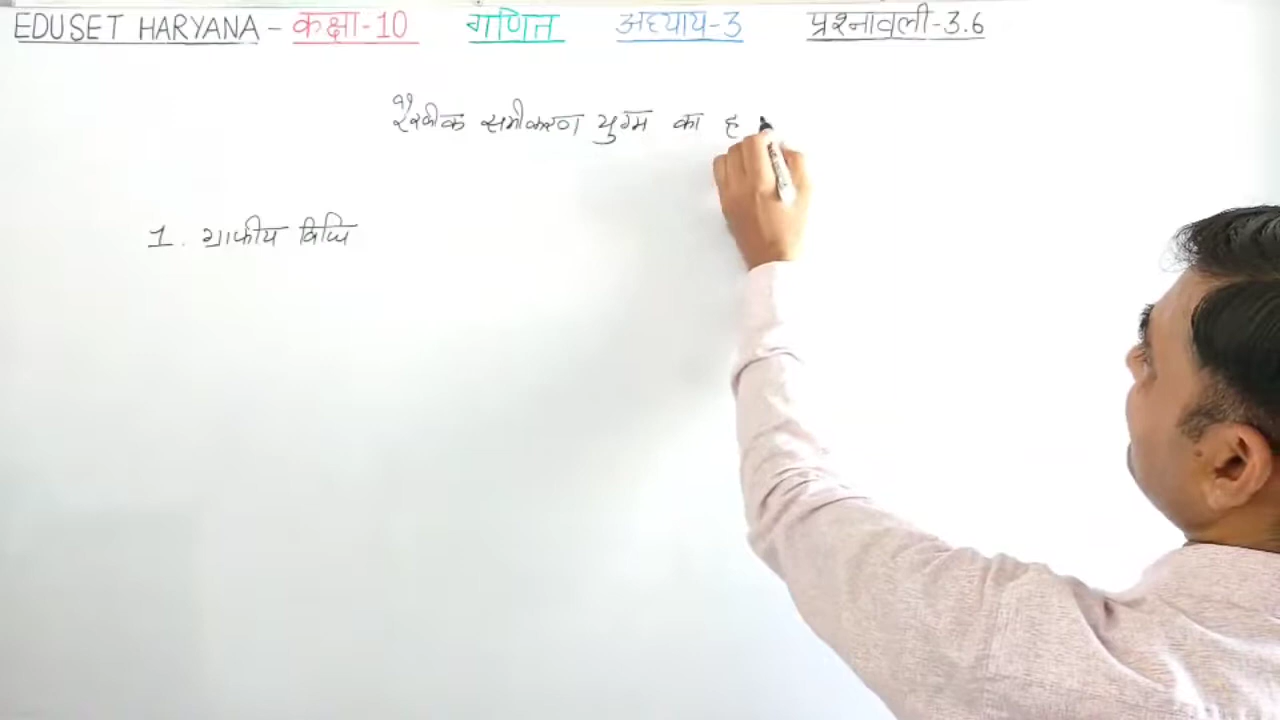 EDUSET HARYANA - कक्षा-10 गणित अध्याय-3 प्रश्नावली-3.6
रैखीक समीकरण युग्म का ह
1. ग्राफीय विधि